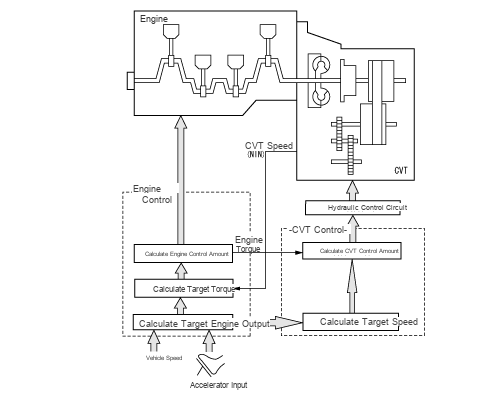 Engine
CVT
CVT Speed
(NIN)
Engine
Control
Hydraulic Control Circuit
-CVT Control-
Engine
Torque
Calculate Engine Control Amount
Calculate CVT Control Amount
Calculate Target Torque
Calculate Target Engine Output
Calculate Target Speed
Vehicle Speed
Accelerator Input